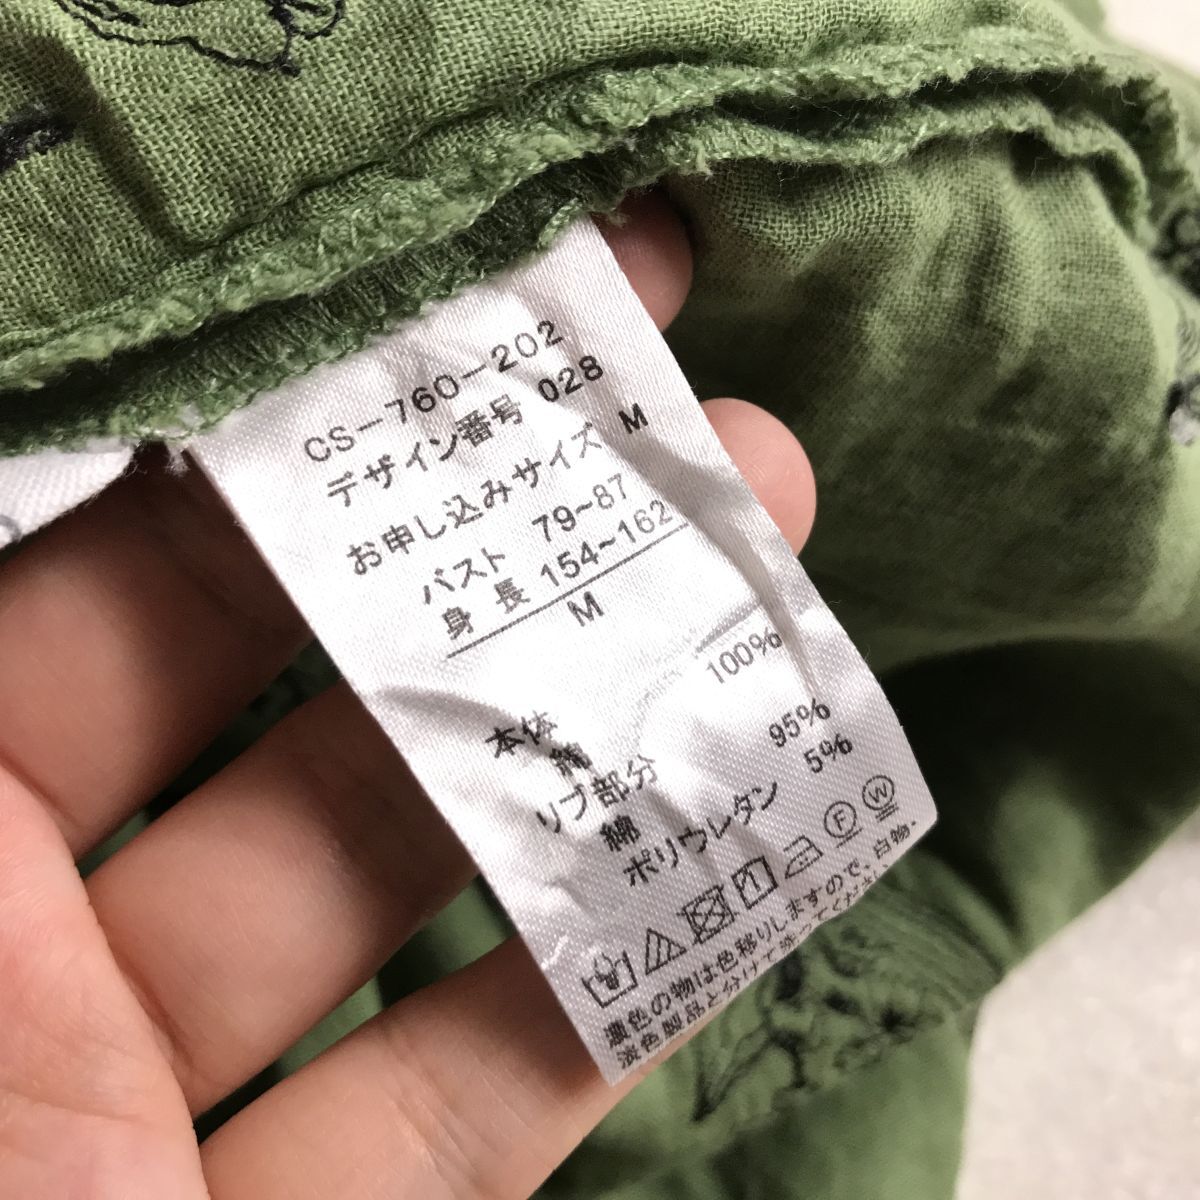 CS-760-202
デザイン番号 028
お申し込みサイズ M
バスト 79~87
身 長 154~162
M
本体
綿 100%
リブ部分
綿 95%
ポリウレタン 5%
F W
濃色の物は色移りしますので、白物・
淡色製品と分けて洗ってください